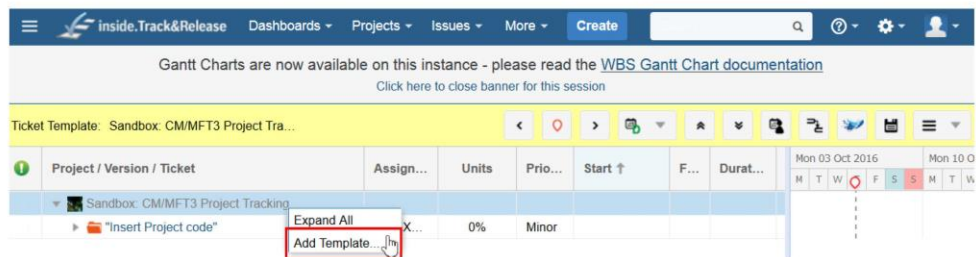 inside.Track&Release Dashboards Projects Issues More Create
Gantt Charts are now available on this instance - please read the WBS Gantt Chart documentation
Click here to close banner for this session
Ticket Template: Sandbox: CM/MFT3 Project Tra...
Project / Version / Ticket Assign... Units Prio... Start ↑ F... Durat... Mon 03 Oct 2016 Mon 10 O
M T W F S S M T W
Sandbox: CM/MFT3 Project Tracking
"Insert Project code" X... 0% Minor
Expand All
Add Template...